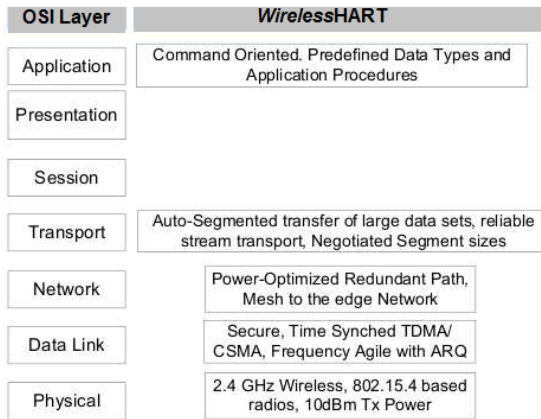 OSI Layer WirelessHART
Application Command Oriented. Predefined Data Types and
Application Procedures
Presentation
Session
Transport Auto-Segmented transfer of large data sets, reliable
stream transport, Negotiated Segment sizes
Network Power-Optimized Redundant Path,
Mesh to the edge Network
Data Link Secure, Time Synched TDMA/
CSMA, Frequency Agile with ARQ
Physical 2.4 GHz Wireless, 802.15.4 based
radios, 10dBm Tx Power